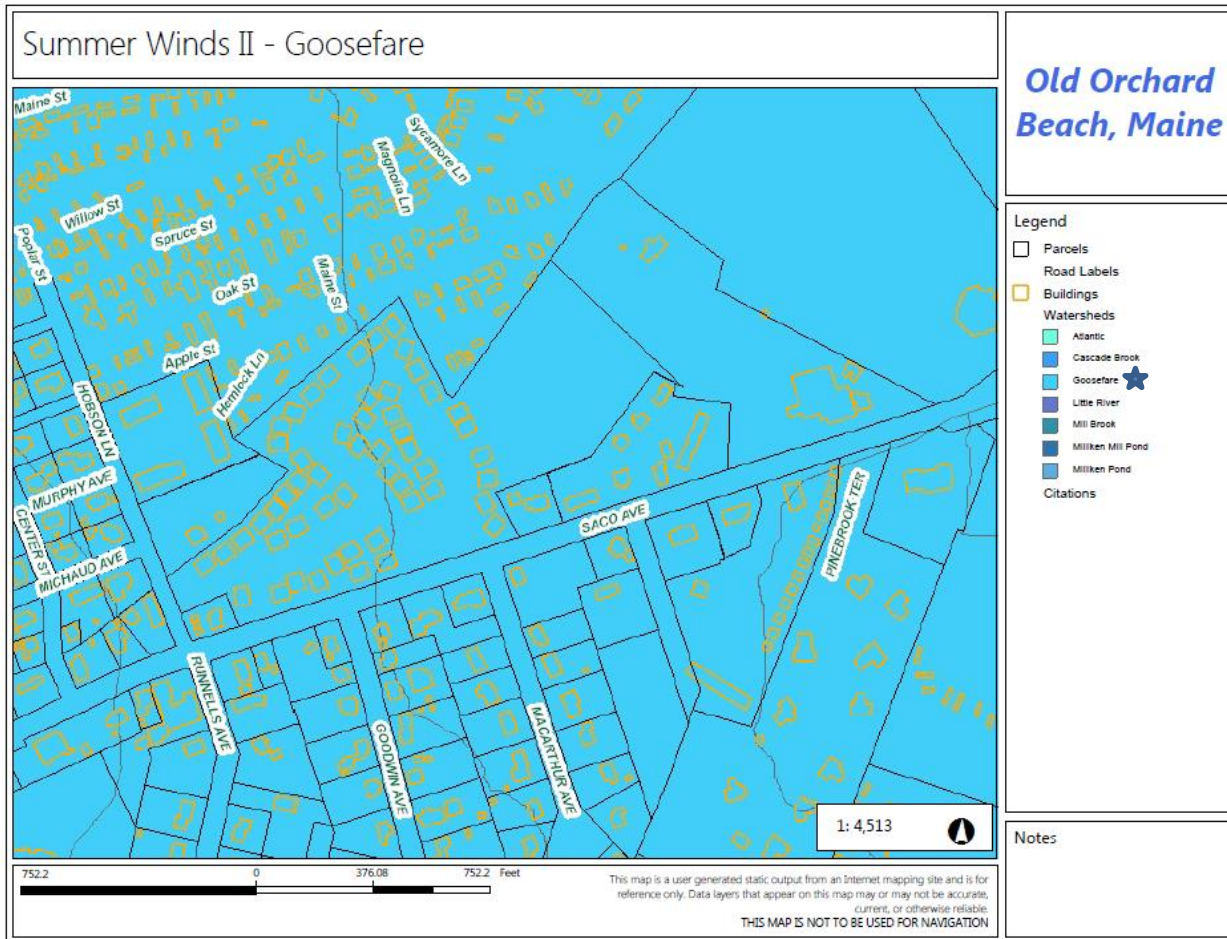 Summer Winds II - Goosefare
Old Orchard
Beach, Maine
Maine St
Sycamore Ln
Magnolia Ln
Willow St
Spruce St
Poplar St
Oak St
Maine St
Apple St
Hemlock Ln
HOBSON LN
MURPHY AVE
CENTER ST
MICHAUD AVE
SACO AVE
PINEBROOK TER
RUNNELLS AVE
GOODWIN AVE
MACARTHUR AVE
1: 4,513
Legend
Parcels
Road Labels
Buildings
Watersheds
Atlantic
Cascade Brook
Goosefare
Little River
Mill Brook
Milliken Mill Pond
Milliken Pond
Citations
Notes
752.2 0 376.08 752.2 Feet
This map is a user generated static output from an Internet mapping site and is for
reference only. Data layers that appear on this map may or may not be accurate,
current, or otherwise reliable.
THIS MAP IS NOT TO BE USED FOR NAVIGATION